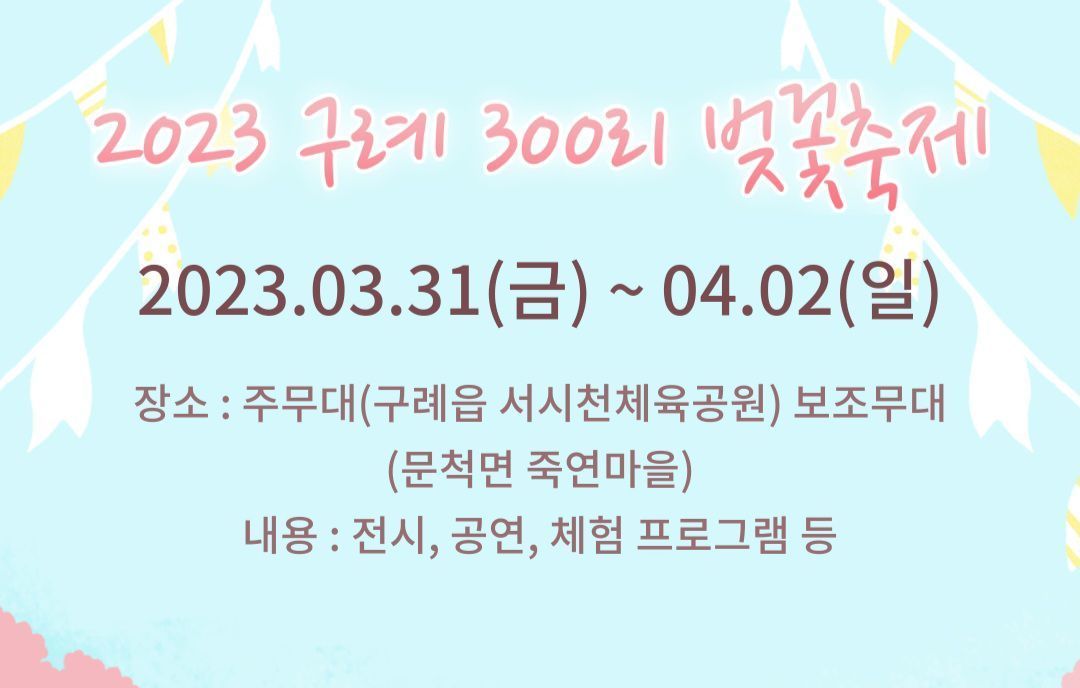 2023 구례 300리 벚꽃축제
2023.03.31(금) ~ 04.02(일)
장소 : 주무대(구례읍 서시천체육공원) 보조무대
(문척면 죽연마을)
내용 : 전시, 공연, 체험 프로그램 등